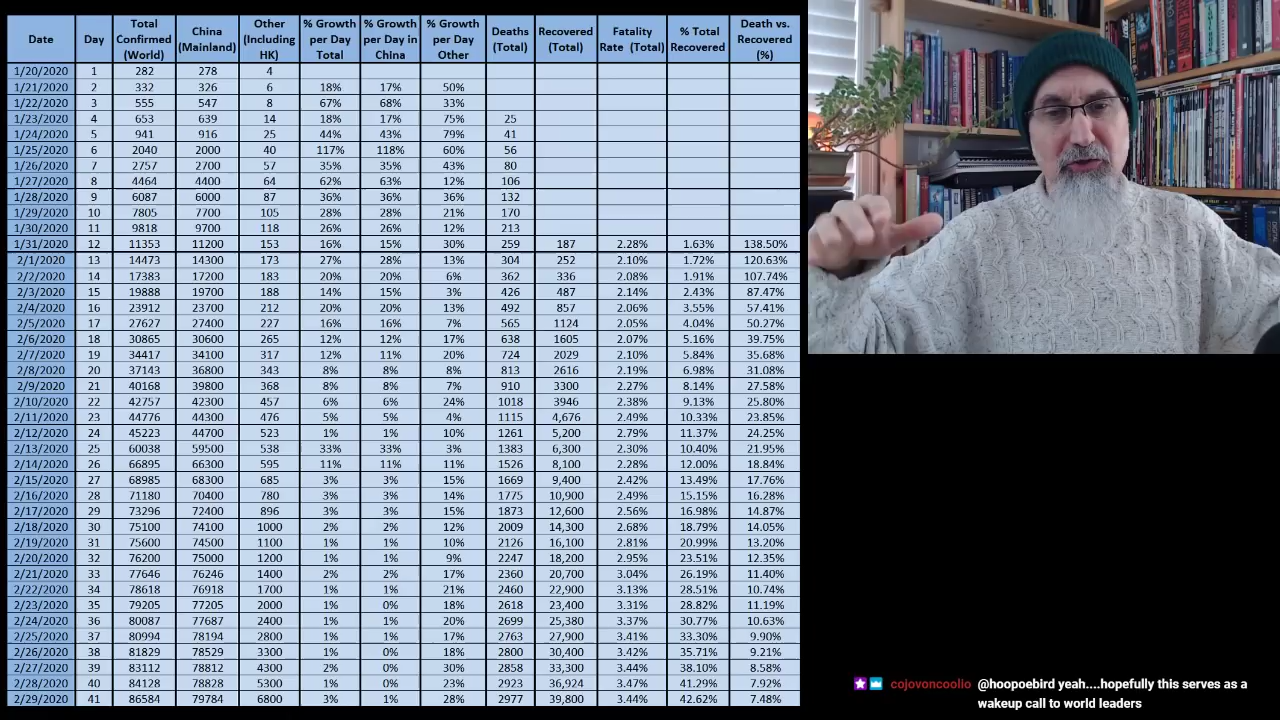 Date Day Total Confirmed (World) China (Mainland) Other (Including HK) % Growth per Day Total % Growth per Day in China % Growth per Day Other Deaths (Total) Recovered (Total) Fatality Rate (Total) % Total Recovered Death vs. Recovered (%)
1/20/2020 1 282 278 4
1/21/2020 2 332 326 6 18% 17% 50%
1/22/2020 3 555 547 8 67% 68% 33%
1/23/2020 4 653 639 14 18% 17% 75% 25
1/24/2020 5 941 916 25 44% 43% 79% 41
1/25/2020 6 2040 2000 40 117% 118% 60% 56
1/26/2020 7 2757 2700 57 35% 35% 43% 80
1/27/2020 8 4464 4400 64 62% 63% 12% 106
1/28/2020 9 6087 6000 87 36% 36% 36% 132
1/29/2020 10 7805 7700 105 28% 28% 21% 170
1/30/2020 11 9818 9700 118 26% 26% 12% 213
1/31/2020 12 11353 11200 153 16% 15% 30% 259 187 2.28% 1.63% 138.50%
2/1/2020 13 14473 14300 173 27% 28% 13% 304 252 2.10% 1.72% 120.63%
2/2/2020 14 17383 17200 183 20% 20% 6% 362 336 2.08% 1.91% 107.74%
2/3/2020 15 19888 19700 188 14% 15% 3% 426 487 2.14% 2.43% 87.47%
2/4/2020 16 23912 23700 212 20% 20% 13% 492 857 2.06% 3.55% 57.41%
2/5/2020 17 27627 27400 227 16% 16% 7% 565 1124 2.05% 4.04% 50.27%
2/6/2020 18 30865 30600 265 12% 12% 17% 638 1605 2.07% 5.16% 39.75%
2/7/2020 19 34417 34100 317 12% 11% 20% 724 2029 2.10% 5.84% 35.68%
2/8/2020 20 37143 36800 343 8% 8% 8% 813 2616 2.19% 6.98% 31.08%
2/9/2020 21 40168 39800 368 8% 8% 7% 910 3300 2.27% 8.14% 27.58%
2/10/2020 22 42757 42300 457 6% 6% 24% 1018 3946 2.38% 9.13% 25.80%
2/11/2020 23 44776 44300 476 5% 5% 4% 1115 4,676 2.49% 10.33% 23.85%
2/12/2020 24 45223 44700 523 1% 1% 10% 1261 5,200 2.79% 11.37% 24.25%
2/13/2020 25 60038 59500 538 33% 33% 3% 1383 6,300 2.30% 10.40% 21.95%
2/14/2020 26 66895 66300 595 11% 11% 11% 1526 8,100 2.28% 12.00% 18.84%
2/15/2020 27 68985 68300 685 3% 3% 15% 1669 9,400 2.42% 13.49% 17.76%
2/16/2020 28 71180 70400 780 3% 3% 14% 1775 10,900 2.49% 15.15% 16.28%
2/17/2020 29 73296 72400 896 3% 3% 15% 1873 12,600 2.56% 16.98% 14.87%
2/18/2020 30 75100 74100 1000 2% 2% 12% 2009 14,300 2.68% 18.79% 14.05%
2/19/2020 31 75600 74500 1100 1% 1% 10% 2126 16,100 2.81% 20.99% 13.20%
2/20/2020 32 76200 75000 1200 1% 1% 9% 2247 18,200 2.95% 23.51% 12.35%
2/21/2020 33 77646 76246 1400 2% 2% 17% 2360 20,700 3.04% 26.19% 11.40%
2/22/2020 34 78618 76918 1700 1% 1% 21% 2460 22,900 3.13% 28.51% 10.74%
2/23/2020 35 79205 77205 2000 1% 0% 18% 2618 23,400 3.31% 28.82% 11.19%
2/24/2020 36 80087 77687 2400 1% 1% 20% 2699 25,380 3.37% 30.77% 10.63%
2/25/2020 37 80994 78194 2800 1% 1% 17% 2763 27,900 3.41% 33.30% 9.90%
2/26/2020 38 81829 78529 3300 1% 0% 18% 2800 30,400 3.42% 35.71% 9.21%
2/27/2020 39 83112 78812 4300 2% 0% 30% 2858 33,300 3.44% 38.10% 8.58%
2/28/2020 40 84128 78828 5300 1% 0% 23% 2923 36,924 3.47% 41.29% 7.92%
2/29/2020 41 86584 79784 6800 3% 1% 28% 2977 39,800 3.44% 42.62% 7.48%
cojovoncoolio @hoopoebird yeah....hopefully this serves as a
wakeup call to world leaders